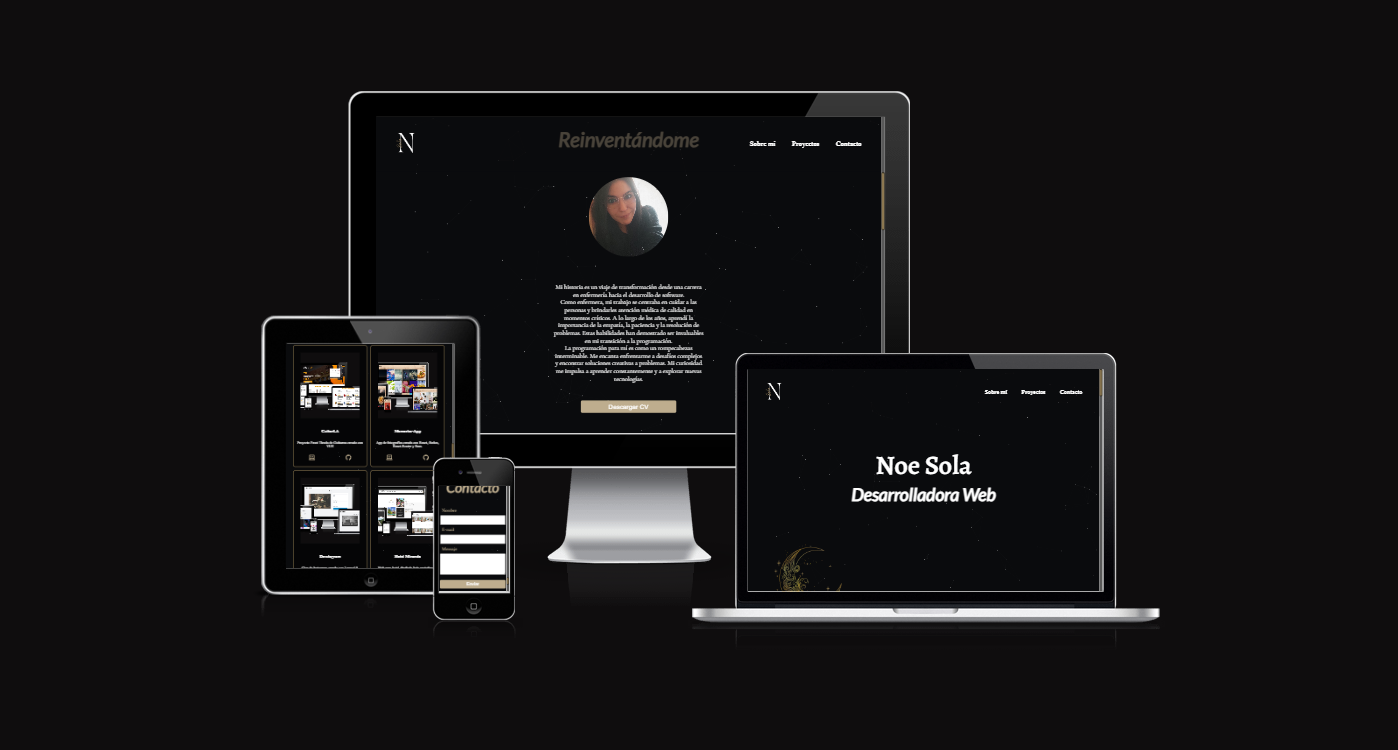 N
Reinventándome
Sobre mí Proyectos Contacto
Mi historia es un viaje de transformación desde una carrera
en enfermería hacia el desarrollo de software.
Como enfermera, mi trabajo se centraba en cuidar a las
personas y brindarles atención médica de calidad en
momentos críticos. A lo largo de los años, aprendí la
importancia de la empatía, la paciencia y la resolución de
problemas. Estas habilidades han demostrado ser invaluables
en mi transición a la programación.
La programación para mí es como un rompecabezas
interminable. Me encanta enfrentarme a desafíos complejos
y encontrar soluciones creativas a problemas. Mi curiosidad
me impulsa a aprender constantemente y a explorar nuevas
tecnologías.
Descargar CV
Contacto
Nombre
E-mail
Mensaje
Enviar
N
Sobre mí Proyectos Contacto
Noe Sola
Desarrolladora Web